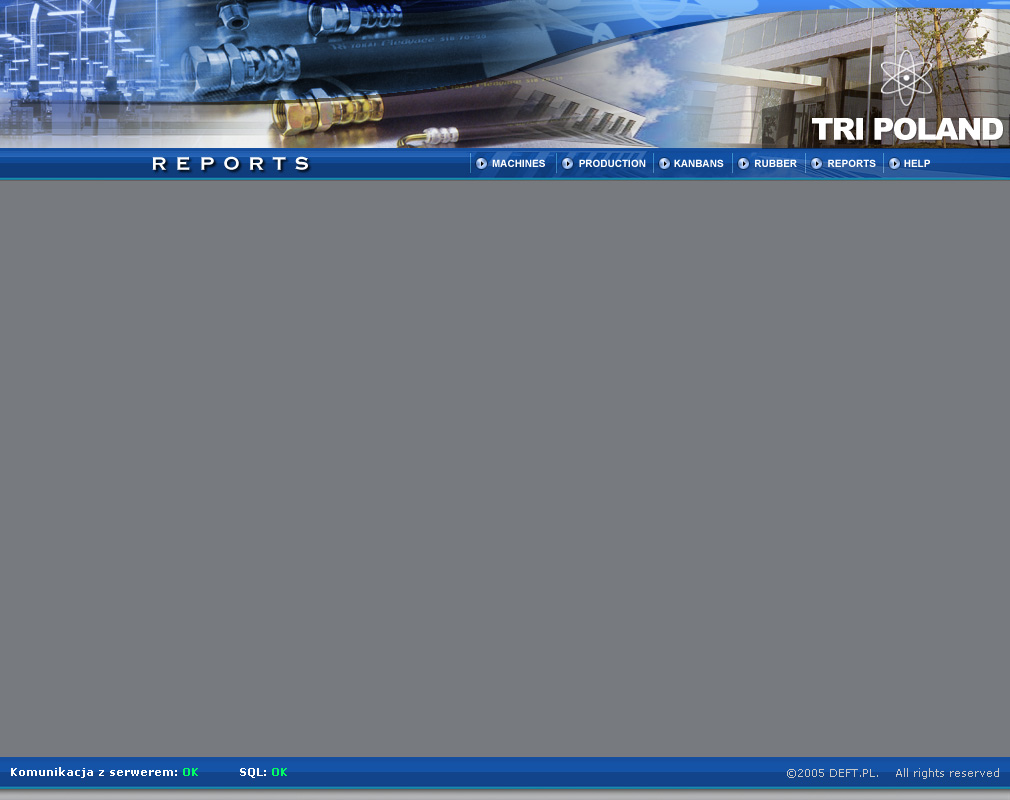 TRI POLAND
REPORTS
MACHINES PRODUCTION KANBANS RUBBER REPORTS HELP
Komunikacja z serwerem: OK SQL: OK ©2005 DEFT.PL. All rights reserved